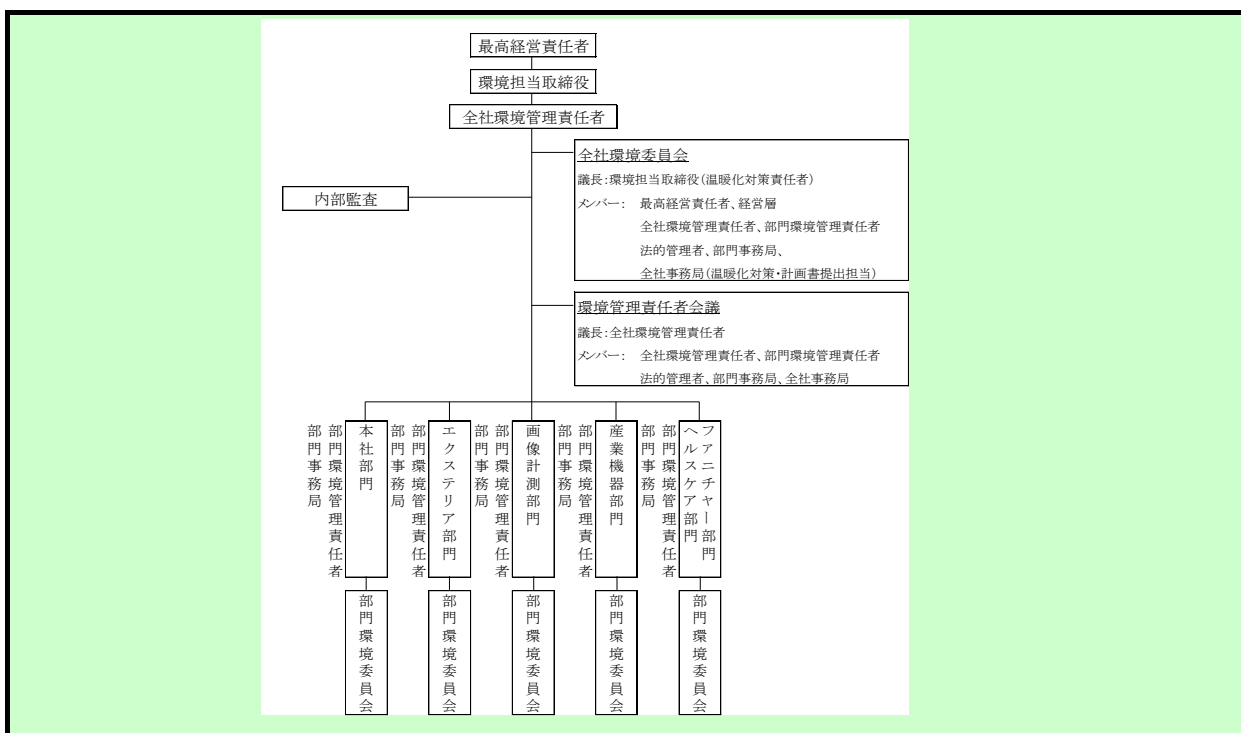 最高経営責任者
環境担当取締役
全社環境管理責任者
全社環境委員会
議長:環境担当取締役(温暖化対策責任者)
メンバー: 最高経営責任者、経営層
全社環境管理責任者、部門環境管理責任者
法的管理者、部門事務局、
全社事務局(温暖化対策・計画書提出担当)
内部監査
環境管理責任者会議
議長:全社環境管理責任者
メンバー: 全社環境管理責任者、部門環境管理責任者
法的管理者、部門事務局、全社事務局
本社部門
部門環境管理責任者
部門事務局
エクステリア部門
部門環境管理責任者
部門事務局
画像計測部門
部門環境管理責任者
部門事務局
産業機器部門
部門環境管理責任者
部門事務局
ファニチャー部門
ヘルスケア部門
部門環境管理責任者
部門事務局
部門環境委員会
部門環境委員会
部門環境委員会
部門環境委員会
部門環境委員会